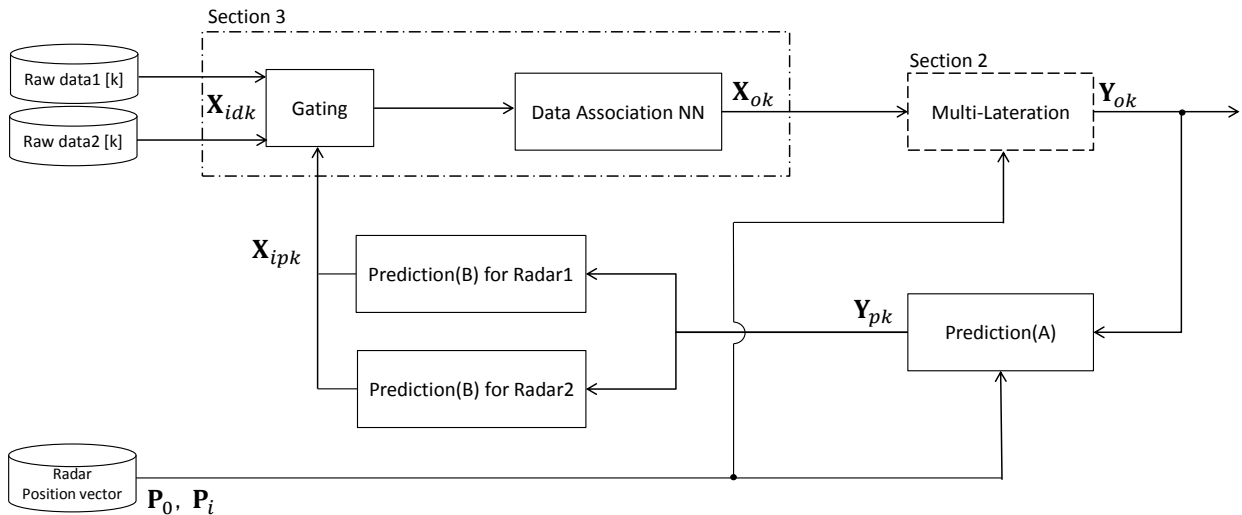 Section 3
Section 2
Raw data1 [k]
Raw data2 [k]
X_idk
Gating
Data Association NN
X_ok
Multi-Lateration
Y_ok
X_ipk
Prediction(B) for Radar1
Prediction(B) for Radar2
Y_pk
Prediction(A)
Radar
Position vector
P_0, P_i